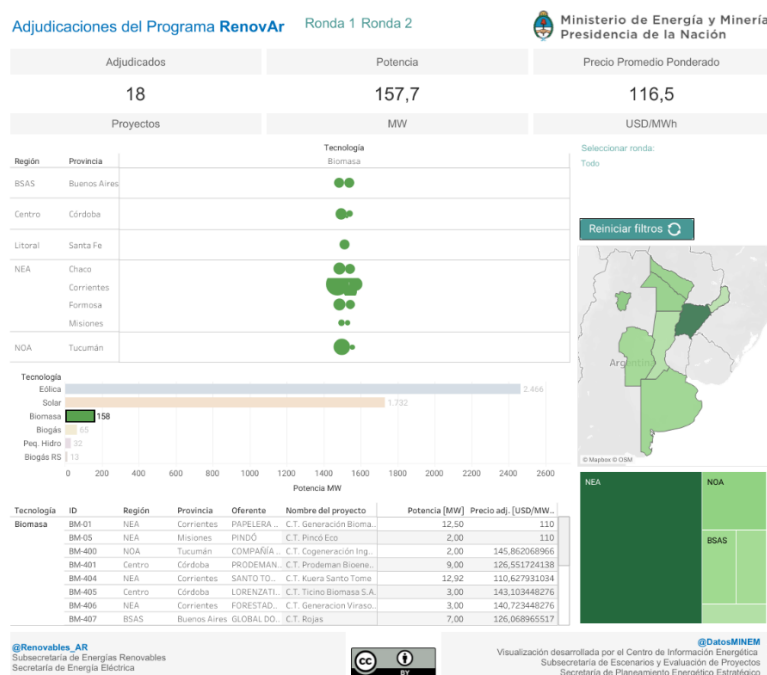 Adjudicaciones del Programa RenovAr Ronda 1 Ronda 2
Ministerio de Energía y Minería
Presidencia de la Nación
Adjudicados Potencia Precio Promedio Ponderado
18 157,7 116,5
Proyectos MW USD/MWh
Tecnología
Región Provincia Biomasa
BSAS Buenos Aires
Centro Córdoba
Litoral Santa Fe
NEA Chaco
Corrientes
Formosa
Misiones
NOA Tucumán
Seleccionar ronda:
Todo
Reiniciar filtros
Argentina
© Mapbox © OSM
Tecnología
Eólica 2.466
Solar 1.732
Biomasa 158
Biogás 65
Peq. Hidro 32
Biogás RS 13
0 200 400 600 800 1000 1200 1400 1600 1800 2000 2200 2400 2600
Potencia MW
NEA NOA
BSAS
Tecnología ID Región Provincia Oferente Nombre del proyecto Potencia [MW] Precio adj. [USD/MW...
Biomasa BM-01 NEA Corrientes PAPELERA .. C.T. Generación Bioma.. 12,50 110
BM-05 NEA Misiones PINDÓ C.T. Pincó Eco 2,00 110
BM-400 NOA Tucumán COMPAÑÍA .. C.T. Cogeneración Ing.. 2,00 145,862068966
BM-401 Centro Córdoba PRODEMAN.. C.T. Prodeman Bioene.. 9,00 126,551724138
BM-404 NEA Corrientes SANTO TO.. C.T. Kuera Santo Tome 12,92 110,627931034
BM-405 Centro Córdoba LORENZATI.. C.T. Ticino Biomasa S.A. 3,00 143,103448276
BM-406 NEA Corrientes FORESTAD.. C.T. Generacion Viraso.. 3,00 140,723448276
BM-407 BSAS Buenos Aires GLOBAL DO.. C.T. Rojas 7,00 126,068965517
@Renovables_AR
Subsecretaría de Energías Renovables
Secretaría de Energía Eléctrica
cc BY
@DatosMINEM
Visualización desarrollada por el Centro de Información Energética
Subsecretaría de Escenarios y Evaluación de Proyectos
Secretaría de Planeamiento Energético Estratégico